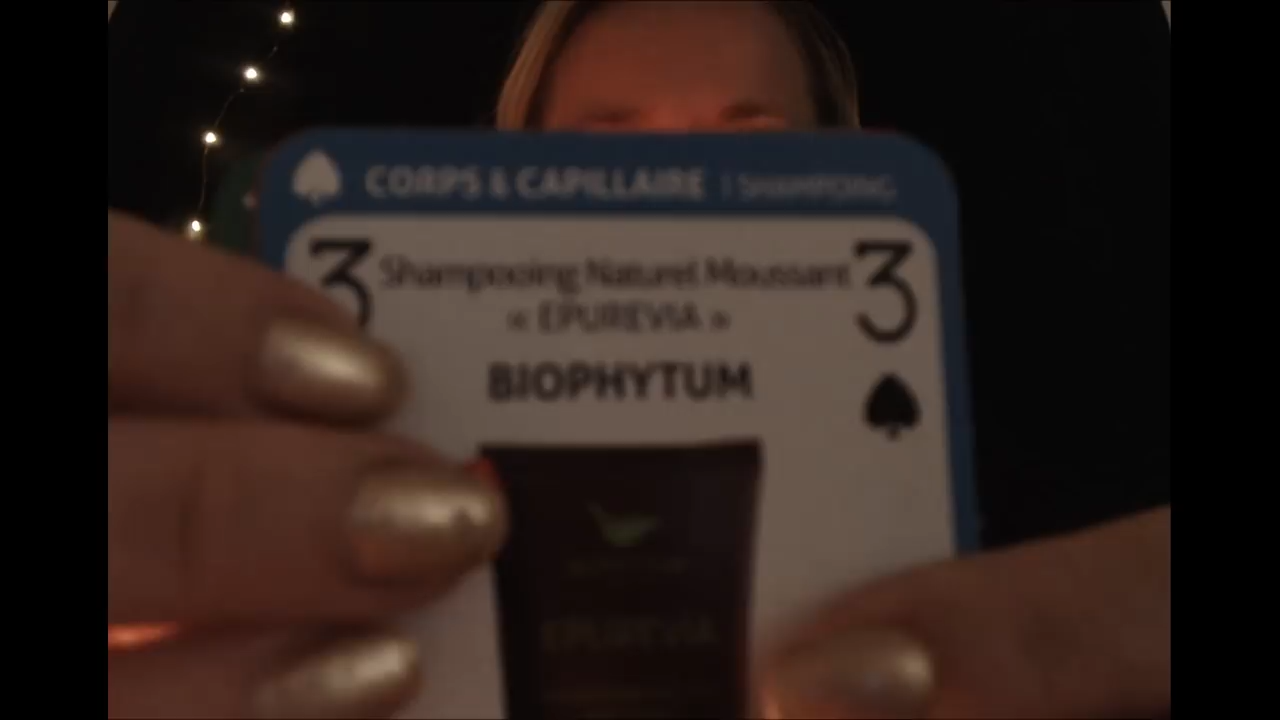 CORPS & CAPILLAIRE | SHAMPOING
3 Shampooing Naturel Moussant 3
« EPUREVIA »
BIOPHYTUM
EPUREVIA